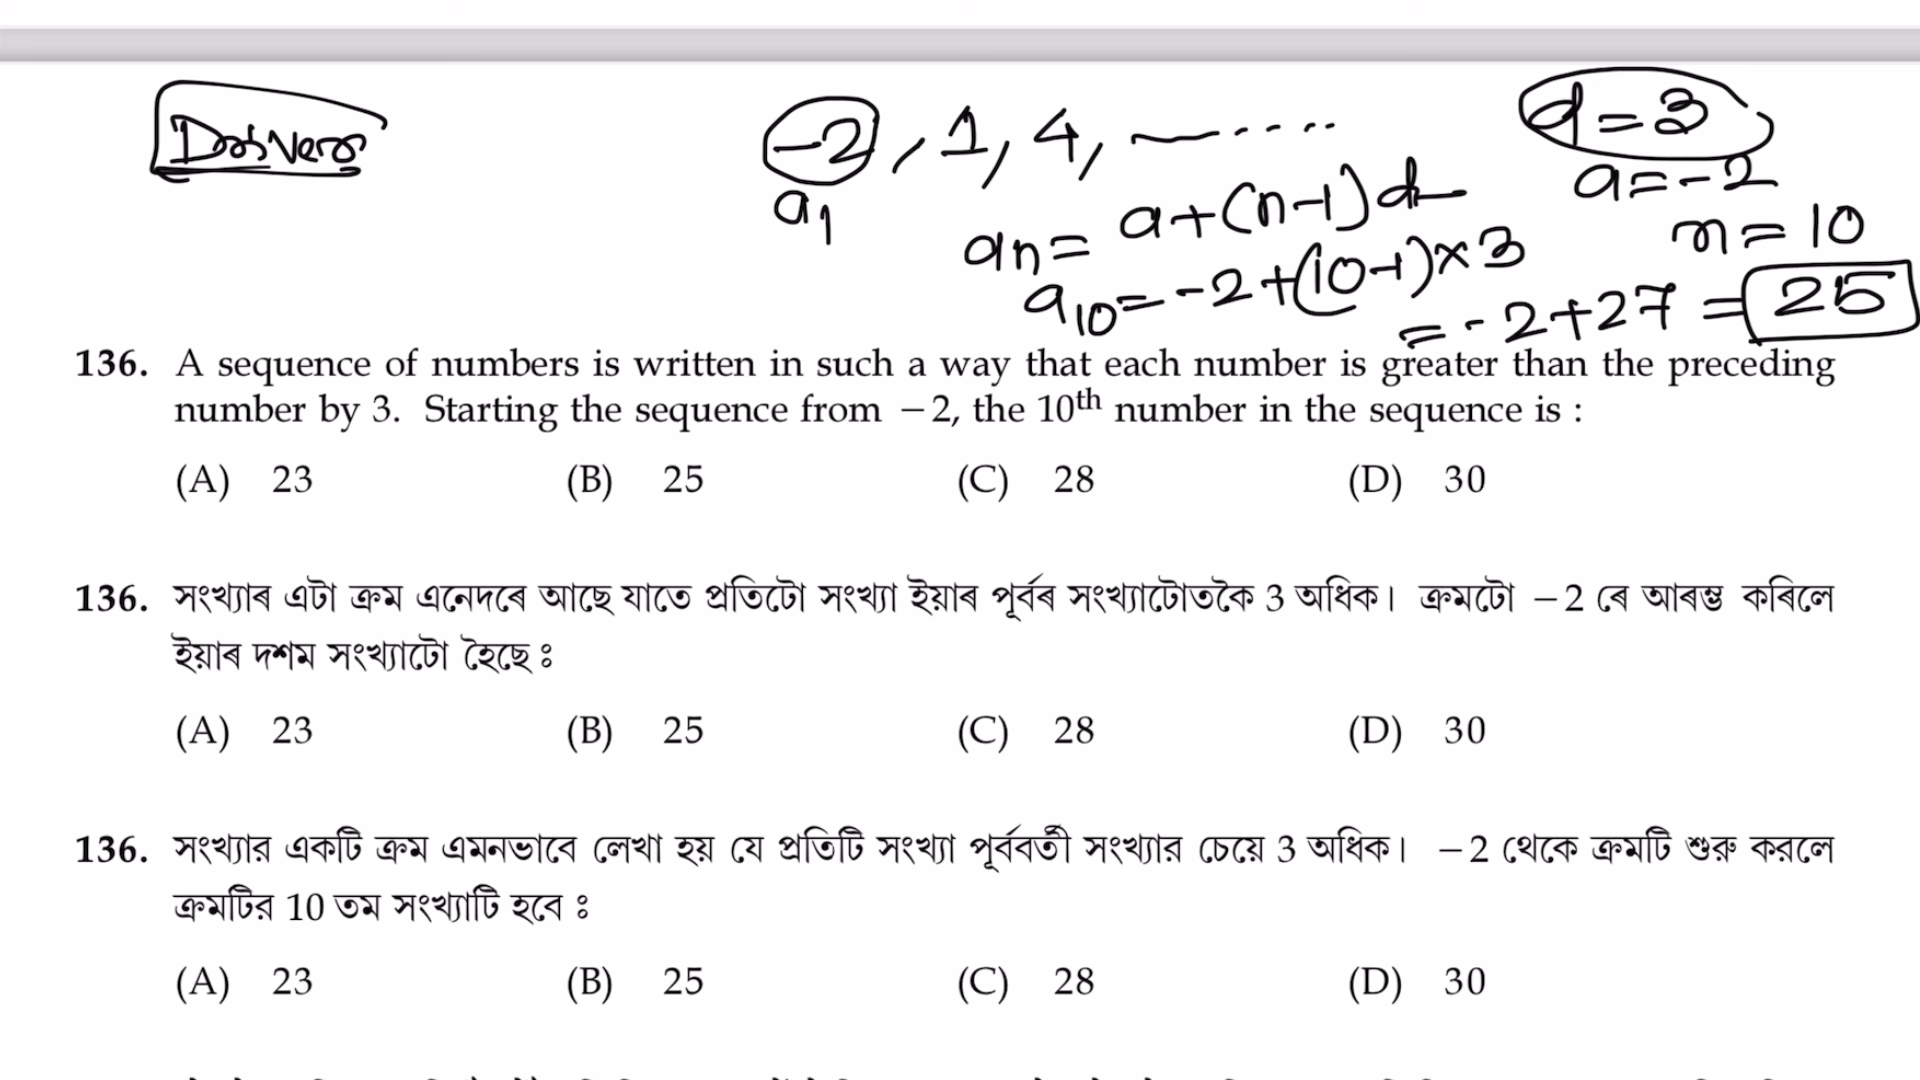 Drivers
-2, 1, 4, ......
d = 3
a1
a = -2
an = a + (n-1)d
n = 10
a10 = -2 + (10-1) × 3
= -2 + 27 = 25
136. A sequence of numbers is written in such a way that each number is greater than the preceding
number by 3. Starting the sequence from −2, the 10th number in the sequence is :
(A) 23 (B) 25 (C) 28 (D) 30
136. সংখ্যাৰ এটা ক্ৰম এনেদৰে আছে যাতে প্ৰতিটো সংখ্যা ইয়াৰ পূৰ্বৰ সংখ্যাটোতকৈ 3 অধিক। ক্ৰমটো −2 ৰে আৰম্ভ কৰিলে
ইয়াৰ দশম সংখ্যাটো হৈছে ঃ
(A) 23 (B) 25 (C) 28 (D) 30
136. সংখ্যার একটি ক্রম এমনভাবে লেখা হয় যে প্রতিটি সংখ্যা পূর্ববর্তী সংখ্যার চেয়ে 3 অধিক। −2 থেকে ক্রমটি শুরু করলে
ক্রমটির 10 তম সংখ্যাটি হবে ঃ
(A) 23 (B) 25 (C) 28 (D) 30